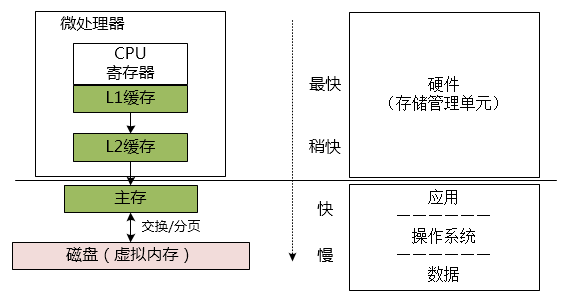 微处理器
CPU
寄存器
L1缓存
L2缓存
主存
交换/分页
磁盘（虚拟内存）
最快
稍快
快
慢
硬件
（存储管理单元）
应用
操作系统
数据